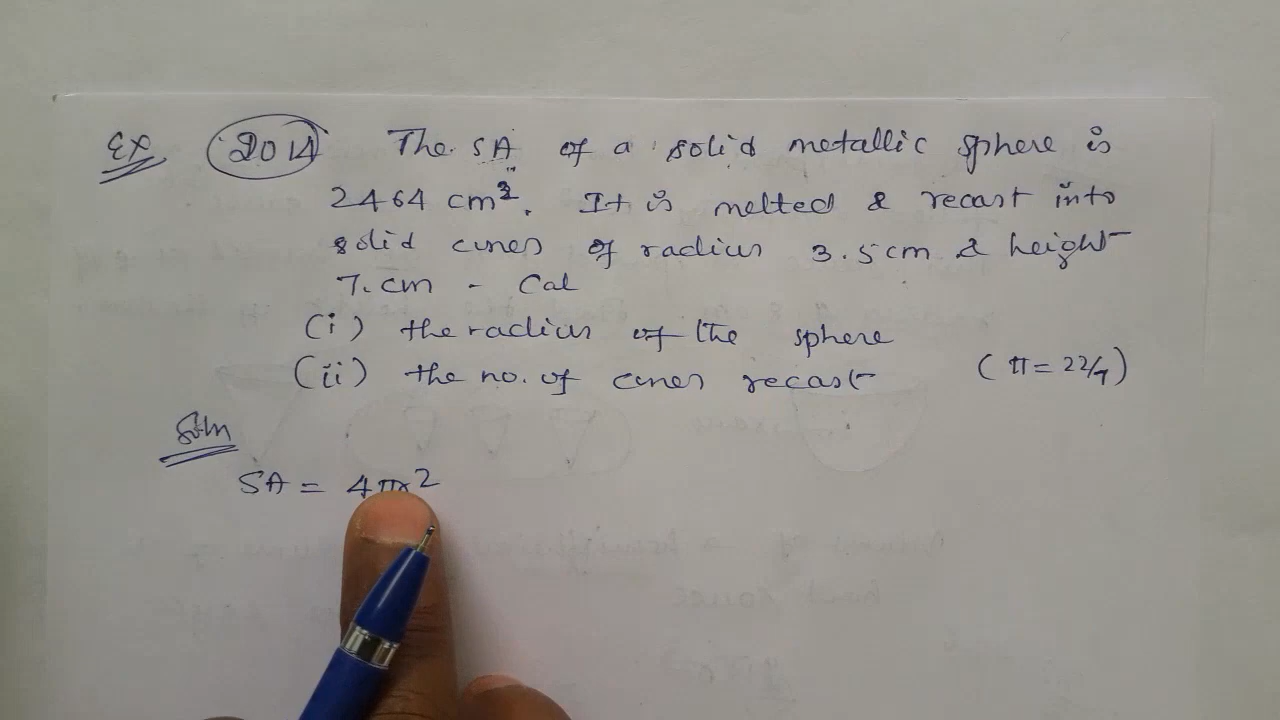 Ex 2014 The SA of a solid metallic sphere is
2464 cm². It is melted & recast into
solid cones of radius 3.5cm & height
7.cm - Cal
(i) the radius of the sphere
(ii) the no. of cones recast (π = 22/7)
Soln
SA = 4πr2